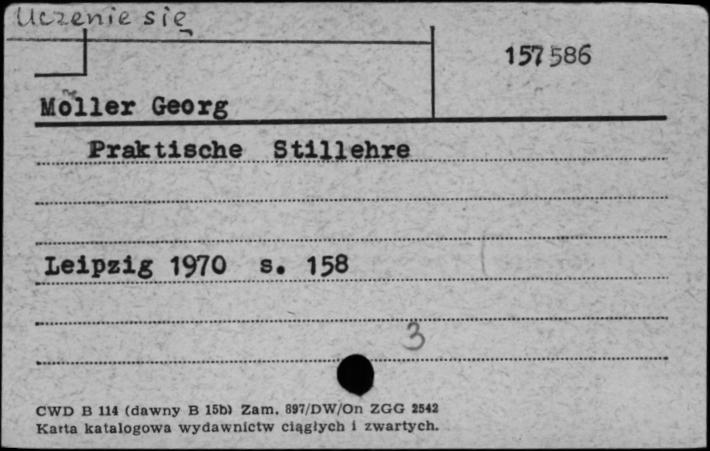 Uczenie się
157586
Möller Georg
Praktische Stillehre
Leipzig 1970 s. 158
3
CWD B 114 (dawny B 15b) Zam. 897/DW/On ZGG 2542
Karta katalogowa wydawnictw ciągłych i zwartych.